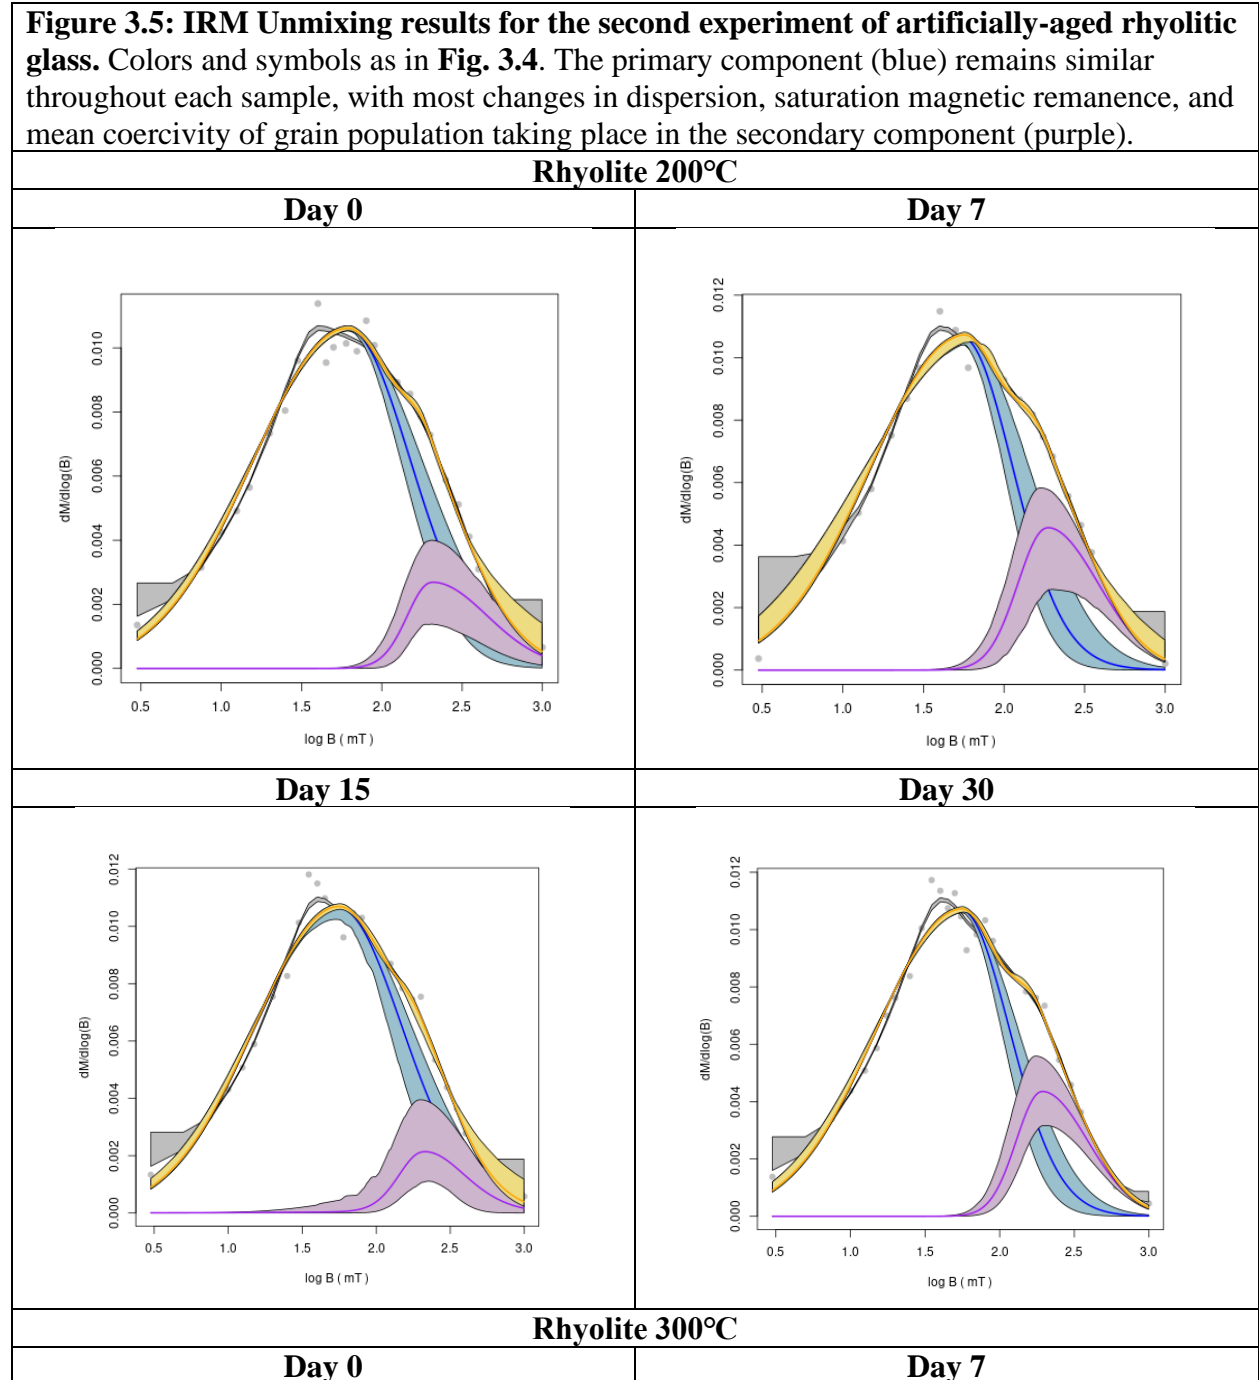 Figure 3.5: IRM Unmixing results for the second experiment of artificially-aged rhyolitic
glass. Colors and symbols as in Fig. 3.4. The primary component (blue) remains similar
throughout each sample, with most changes in dispersion, saturation magnetic remanence, and
mean coercivity of grain population taking place in the secondary component (purple).
Rhyolite 200°C
Day 0
Day 7
dM/dlog(B)
0.010
0.008
0.006
0.004
0.002
0.000
0.5 1.0 1.5 2.0 2.5 3.0
log B ( mT )
dM/dlog(B)
0.012
0.010
0.008
0.006
0.004
0.002
0.000
0.5 1.0 1.5 2.0 2.5 3.0
log B ( mT )
Day 15
Day 30
dM/dlog(B)
0.012
0.010
0.008
0.006
0.004
0.002
0.000
0.5 1.0 1.5 2.0 2.5 3.0
log B ( mT )
dM/dlog(B)
0.012
0.010
0.008
0.006
0.004
0.002
0.000
0.5 1.0 1.5 2.0 2.5 3.0
log B ( mT )
Rhyolite 300°C
Day 0
Day 7